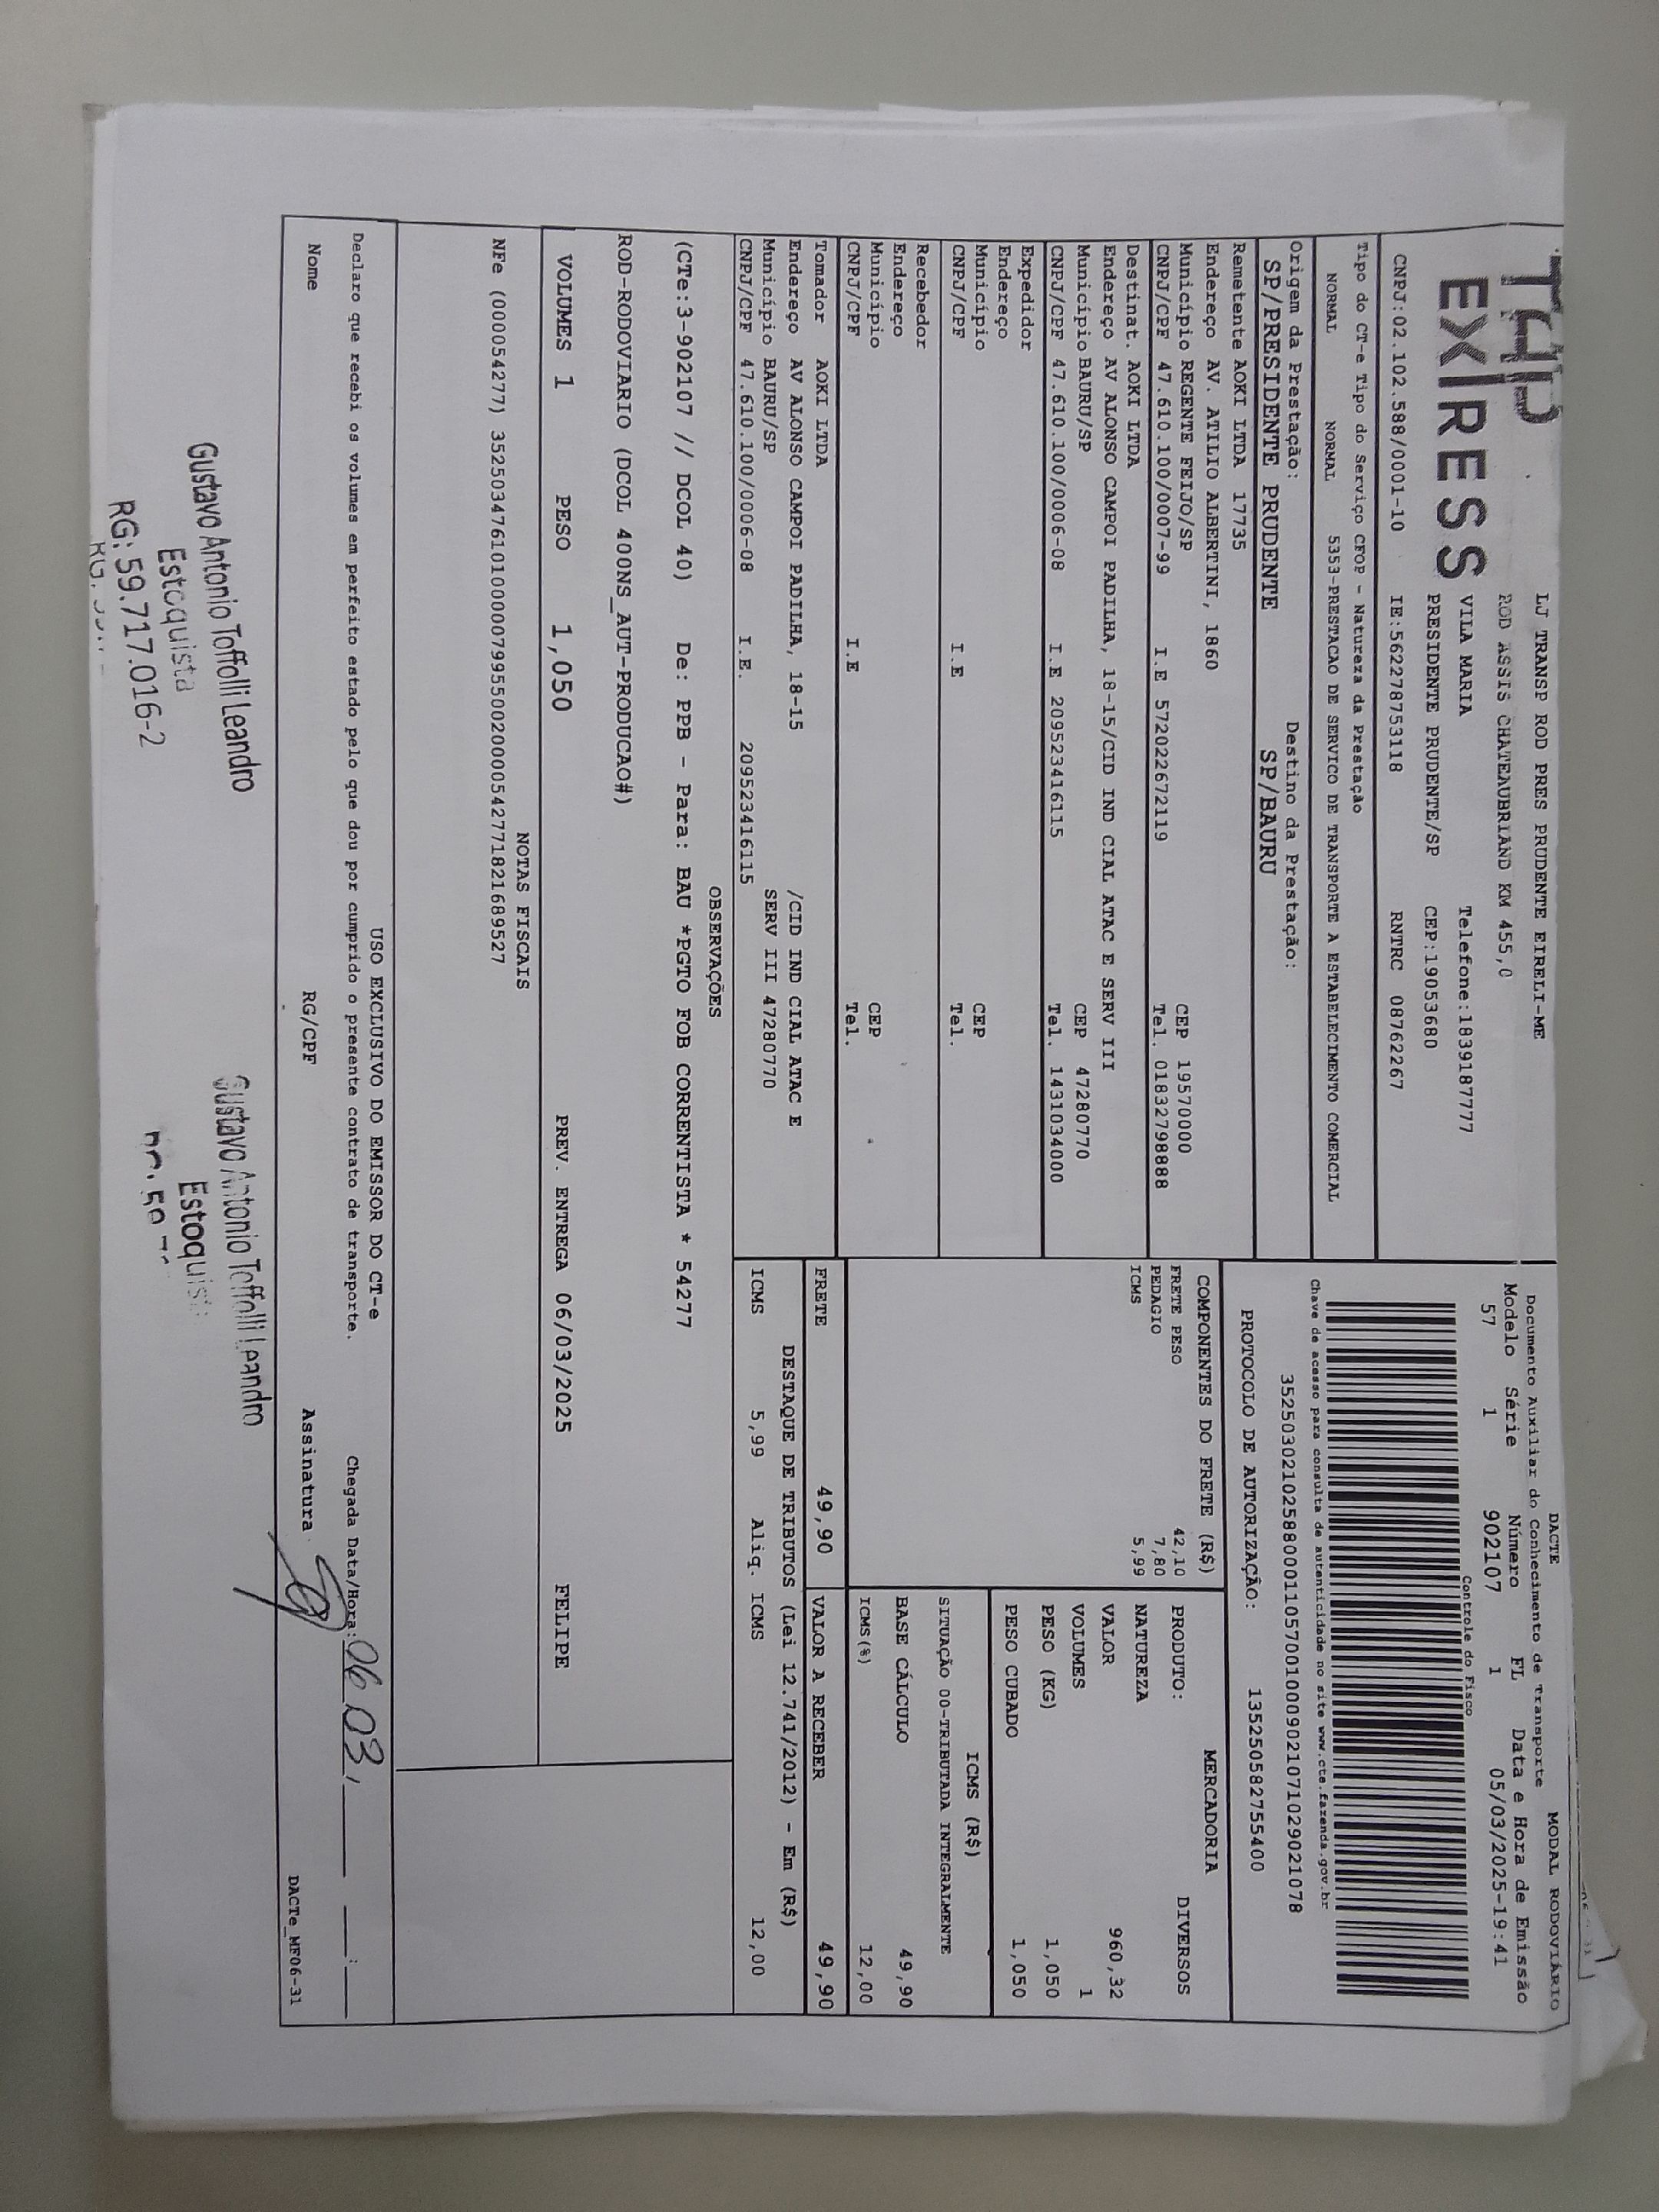 EXPRESS
LJ TRANSP ROD PRES PRUDENTE EIRELI-ME
ROD ASSIS CHATEAUBRIAND KM 455,0
VILA MARIA Telefone:1839187777
PRESIDENTE PRUDENTE/SP CEP:19053680
CNPJ:02.102.588/0001-10 IE:562278753118 RNTRC 08762267
DACTE MODAL RODOVIÁRIO
Documento Auxiliar do Conhecimento de Transporte
Modelo Série Número FL Data e Hora de Emissão
57 1 902107 1 05/03/2025-19:41
Controle do Fisco
Chave de acesso para consulta de autenticidade no site www.cte.fazenda.gov.br
35250302102588000110570010009021071029021078
PROTOCOLO DE AUTORIZAÇÃO: 135250582755400
Tipo do CT-e Tipo do Serviço CFOP - Natureza da Prestação
NORMAL NORMAL 5353-PRESTACAO DE SERVICO DE TRANSPORTE A ESTABELECIMENTO COMERCIAL
Origem da Prestação: Destino da Prestação:
SP/PRESIDENTE PRUDENTE SP/BAURU
Remetente AOKI LTDA 17735
Endereço AV. ATILIO ALBERTINI, 1860
Município REGENTE FEIJO/SP CEP 19570000
CNPJ/CPF 47.610.100/0007-99 I.E 572022672119 Tel. 01832798888
Destinat. AOKI LTDA
Endereço AV ALONSO CAMPOI PADILHA, 18-15/CID IND CIAL ATAC E SERV III
Município BAURU/SP CEP 47280770
CNPJ/CPF 47.610.100/0006-08 I.E 209523416115 Tel. 1431034000
Expedidor
Endereço
Município CEP
CNPJ/CPF I.E Tel.
Recebedor
Endereço
Município CEP
CNPJ/CPF I.E Tel.
Tomador AOKI LTDA
Endereço AV ALONSO CAMPOI PADILHA, 18-15 /CID IND CIAL ATAC E
Município BAURU/SP SERV III 47280770
CNPJ/CPF 47.610.100/0006-08 I.E. 209523416115
COMPONENTES DO FRETE (R$)
FRETE PESO 42,10
PEDAGIO 7,80
ICMS 5,99
MERCADORIA
PRODUTO: DIVERSOS
NATUREZA
VALOR 960,32
VOLUMES 1
PESO (KG) 1,050
PESO CUBADO 1,050
ICMS (R$)
SITUAÇÃO 00-TRIBUTADA INTEGRALMENTE
BASE CÁLCULO 49,90
ICMS(%) 12,00
FRETE 49,90 VALOR A RECEBER 49,90
DESTAQUE DE TRIBUTOS (Lei 12.741/2012) - Em (R$)
ICMS 5,99 Aliq. ICMS 12,00
OBSERVAÇÕES
(CTe:3-902107 // DCOL 40) De: PPB - Para: BAU *PGTO FOB CORRENTISTA * 54277
ROD-RODOVIARIO (DCOL 400NS_AUT-PRODUCAO#)
VOLUMES 1 PESO 1,050 PREV. ENTREGA 06/03/2025 FELIPE
NOTAS FISCAIS
NFe (000054277) 35250347610100000799550020000542771821689527
USO EXCLUSIVO DO EMISSOR DO CT-e
Declaro que recebi os volumes em perfeito estado pelo que dou por cumprido o presente contrato de transporte. Chegada Data/Hora: 06 03 / :
Nome RG/CPF Assinatura
DACTe_MF06-31
Gustavo Antonio Toffolli Leandro
Estoquista
RG: 59.717.016-2
Gustavo Antonio Toffolli Leandro
Estoquista